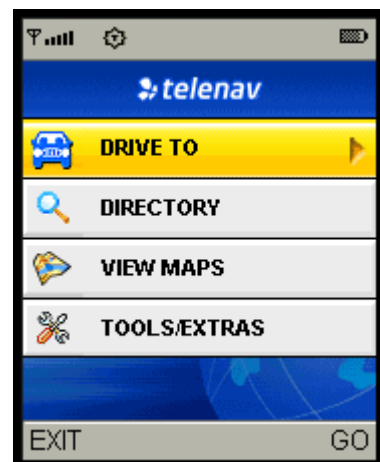 telenav
DRIVE TO
DIRECTORY
VIEW MAPS
TOOLS/EXTRAS
EXIT GO